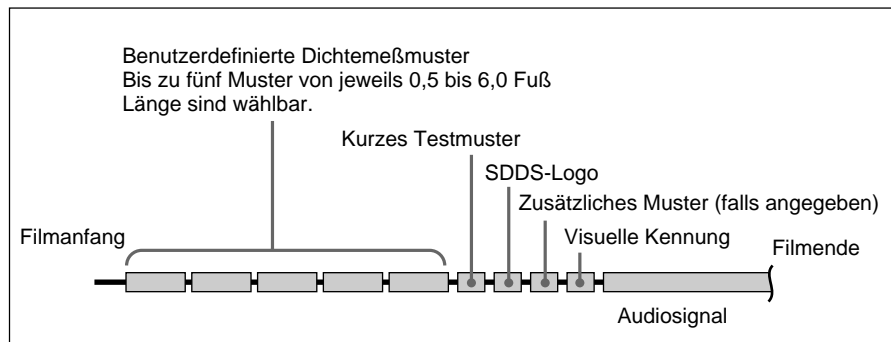 Benutzerdefinierte Dichtemeßmuster
Bis zu fünf Muster von jeweils 0,5 bis 6,0 Fuß
Länge sind wählbar.
Kurzes Testmuster
SDDS-Logo
Zusätzliches Muster (falls angegeben)
Filmanfang
Visuelle Kennung
Filmende
Audiosignal